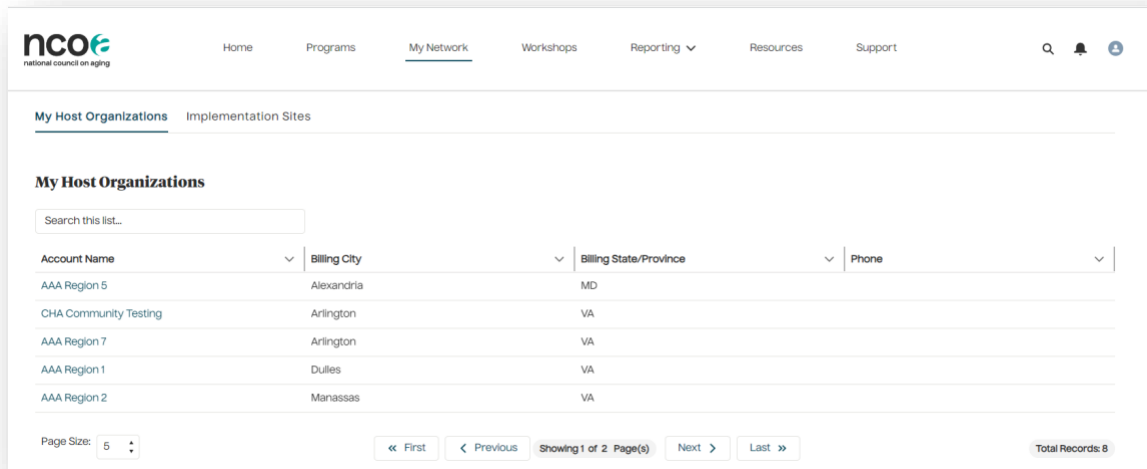 ncoa
national council on aging
Home Programs My Network Workshops Reporting Resources Support
My Host Organizations Implementation Sites
My Host Organizations
Search this list...
Account Name Billing City Billing State/Province Phone
AAA Region 5 Alexandria MD
CHA Community Testing Arlington VA
AAA Region 7 Arlington VA
AAA Region 1 Dulles VA
AAA Region 2 Manassas VA
Page Size: 5 « First Previous Showing 1 of 2 Page(s) Next Last » Total Records: 8